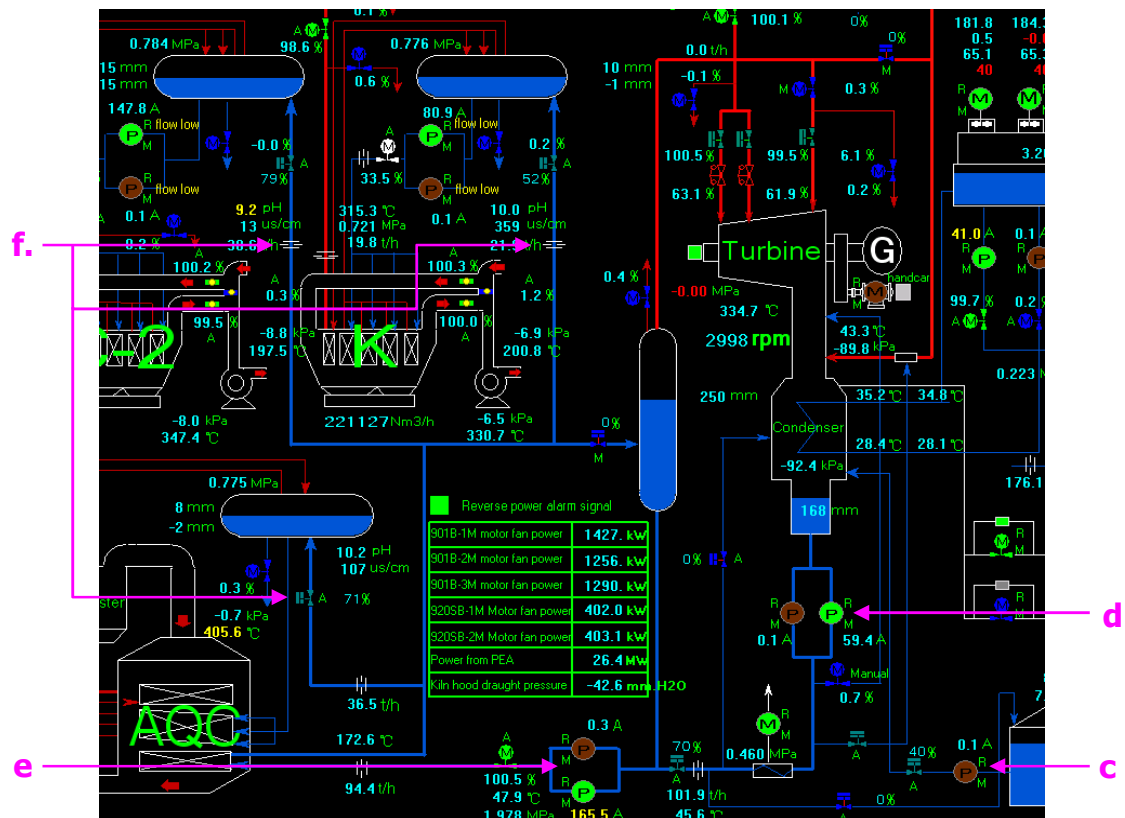 0.1 %
A M
98.6 %
0.784 MPa
0.776 MPa
15 mm
15 mm
147.8 A
P R M
flow low
P M
flow low
0.1 A
M
-0.0 %
A
79%
9.2 pH
13 us/cm
0.2 %
M
0.6 %
80.9 A
P R M
flow low
A
M
33.5 %
P R M
flow low
0.1 A
M
0.2 %
A
52%
315.3 ℃
0.721 MPa
19.8 t/h
10.0 pH
359 us/cm
f.
100.2 %
A
99.5 %
A
A
0.3 %
-8.8 kPa
197.5 ℃
A
100.3 %
100.0 %
A
A
1.2 %
-6.9 kPa
200.8 ℃
K
-8.0 kPa
347.4 ℃
221127 Nm3/h
-6.5 kPa
330.7 ℃
A M
100.1 %
0%
0.0 t/h
0%
M
10 mm
-1 mm
-0.1 %
M
M
0.3 %
100.5 %
99.5 %
6.1 %
63.1 %
61.9 %
0.2 %
181.8
0.5
65.1
40
R M
M
R M
M
41.0 A
0.1 A
P R M
99.7 %
0.2 %
A M
A
Turbine
G
handcar
R M
M
-0.00 MPa
334.7 ℃
2998 rpm
0.4 %
M
43.3 ℃
-89.8 kPa
250 mm
35.2 ℃
34.8 ℃
Condenser
28.4 ℃
28.1 ℃
-92.4 kPa
168 mm
0%
M
0.775 MPa
8 mm
-2 mm
M
0.3 %
-0.7 kPa
405.6 ℃
10.2 pH
107 us/cm
A
71%
Reverse power alarm signal
901B-1M motor fan power 1427. kW
901B-2M motor fan power 1256. kW
901B-3M motor fan power 1290. kW
920SB-1M Motor fan power 402.0 kW
920SB-2M Motor fan power 403.1 kW
Power from PEA 26.4 MW
Kiln hood draught pressure -42.6 mm.H2O
0%
A
P R M
0.1 A
P R M
59.4 A
d
Manual
M
0.7 %
R M
M
R M
M
AQC
36.5 t/h
172.6 ℃
94.4 t/h
e
A
M
100.5 %
47.9 ℃
1.978 MPa
0.3 A
P R M
P R M
165.5 A
70%
A
101.9 t/h
45.6 ℃
M R M
0.460 MPa
A
0%
40%
A
0.1 A
P R M
c